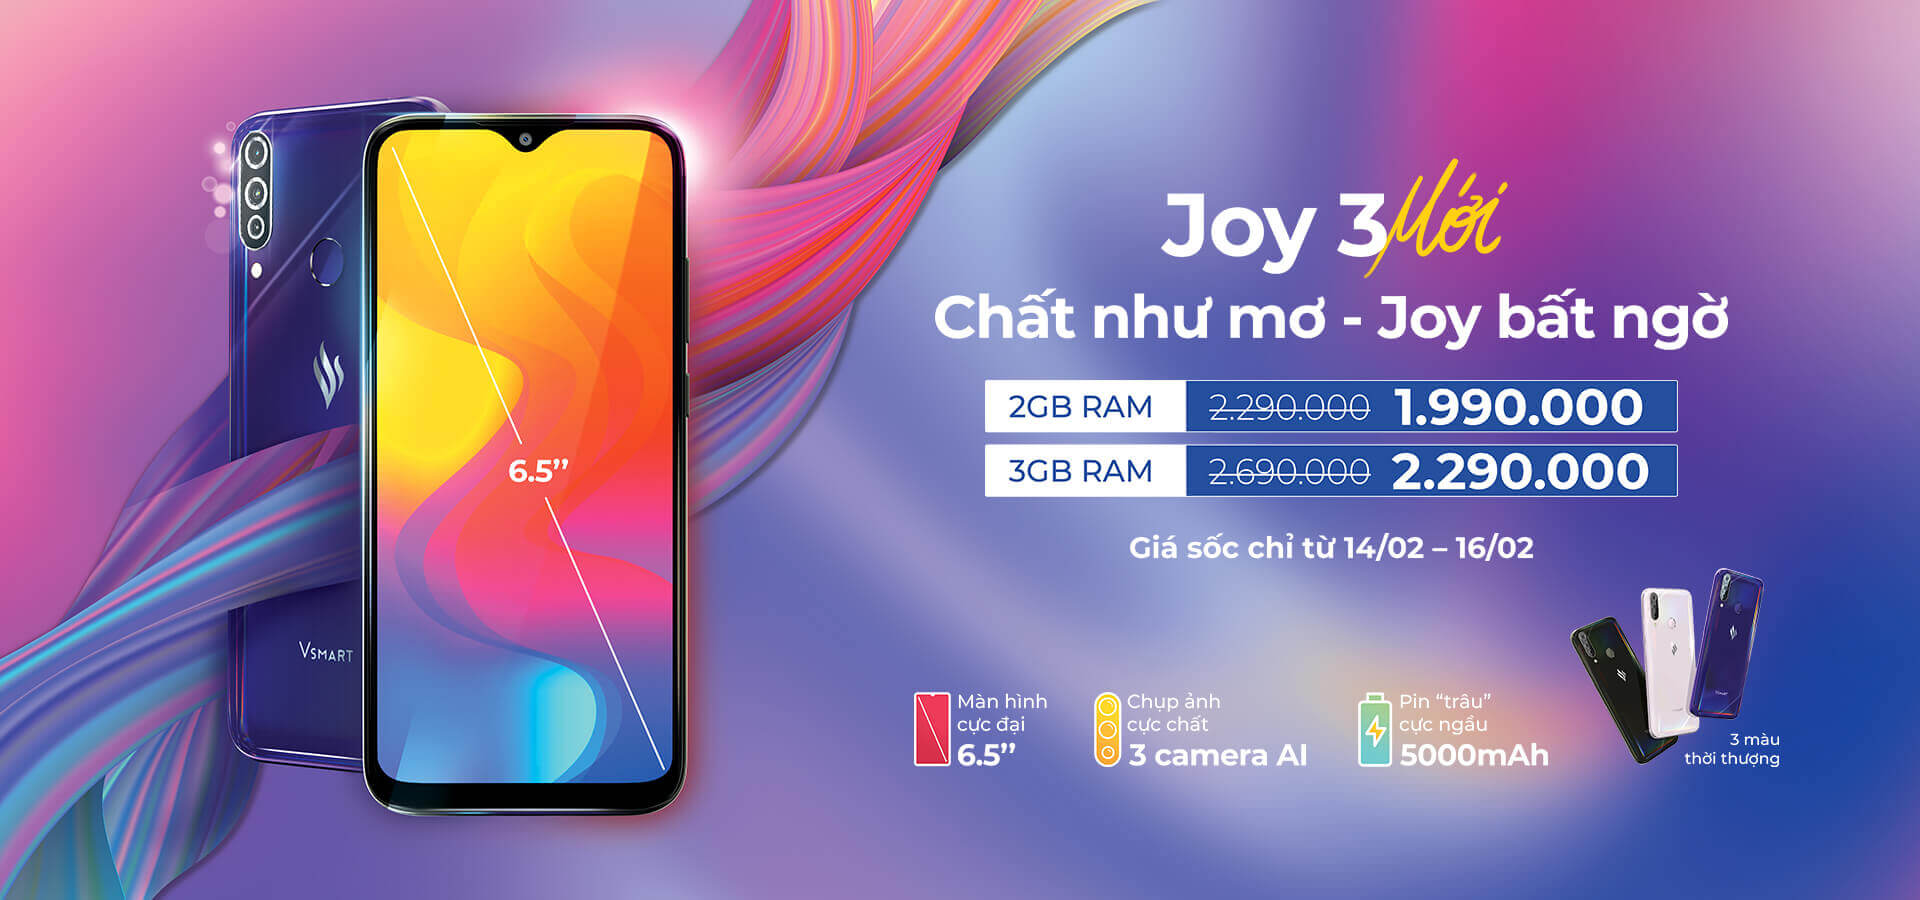 Joy 3 Mới
Chất như mơ - Joy bất ngờ
2GB RAM 2.290.000 1.990.000
3GB RAM 2.690.000 2.290.000
Giá sốc chỉ từ 14/02 – 16/02
6.5’’
VSMART
Màn hình
cực đại
6.5’’
Chụp ảnh
cực chất
3 camera AI
Pin “trâu”
cực ngầu
5000mAh
3 màu
thời thượng